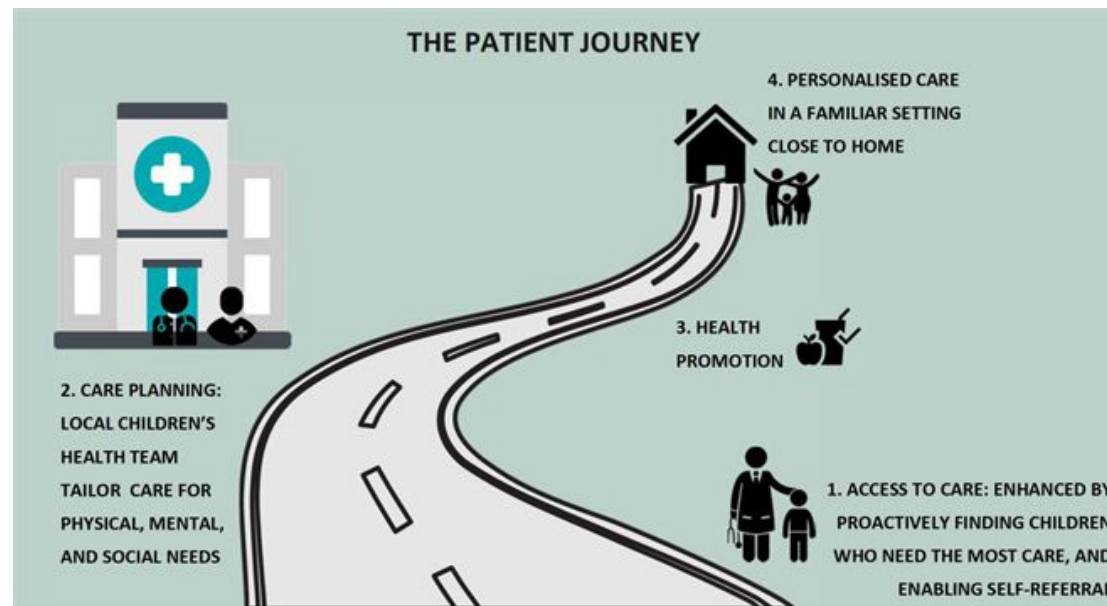 THE PATIENT JOURNEY
4. PERSONALISED CARE
IN A FAMILIAR SETTING
CLOSE TO HOME
3. HEALTH
PROMOTION
2. CARE PLANNING:
LOCAL CHILDREN'S
HEALTH TEAM
TAILOR CARE FOR
PHYSICAL, MENTAL,
AND SOCIAL NEEDS
1. ACCESS TO CARE: ENHANCED BY
PROACTIVELY FINDING CHILDREN
WHO NEED THE MOST CARE, AND
ENABLING SELF-REFERRAL